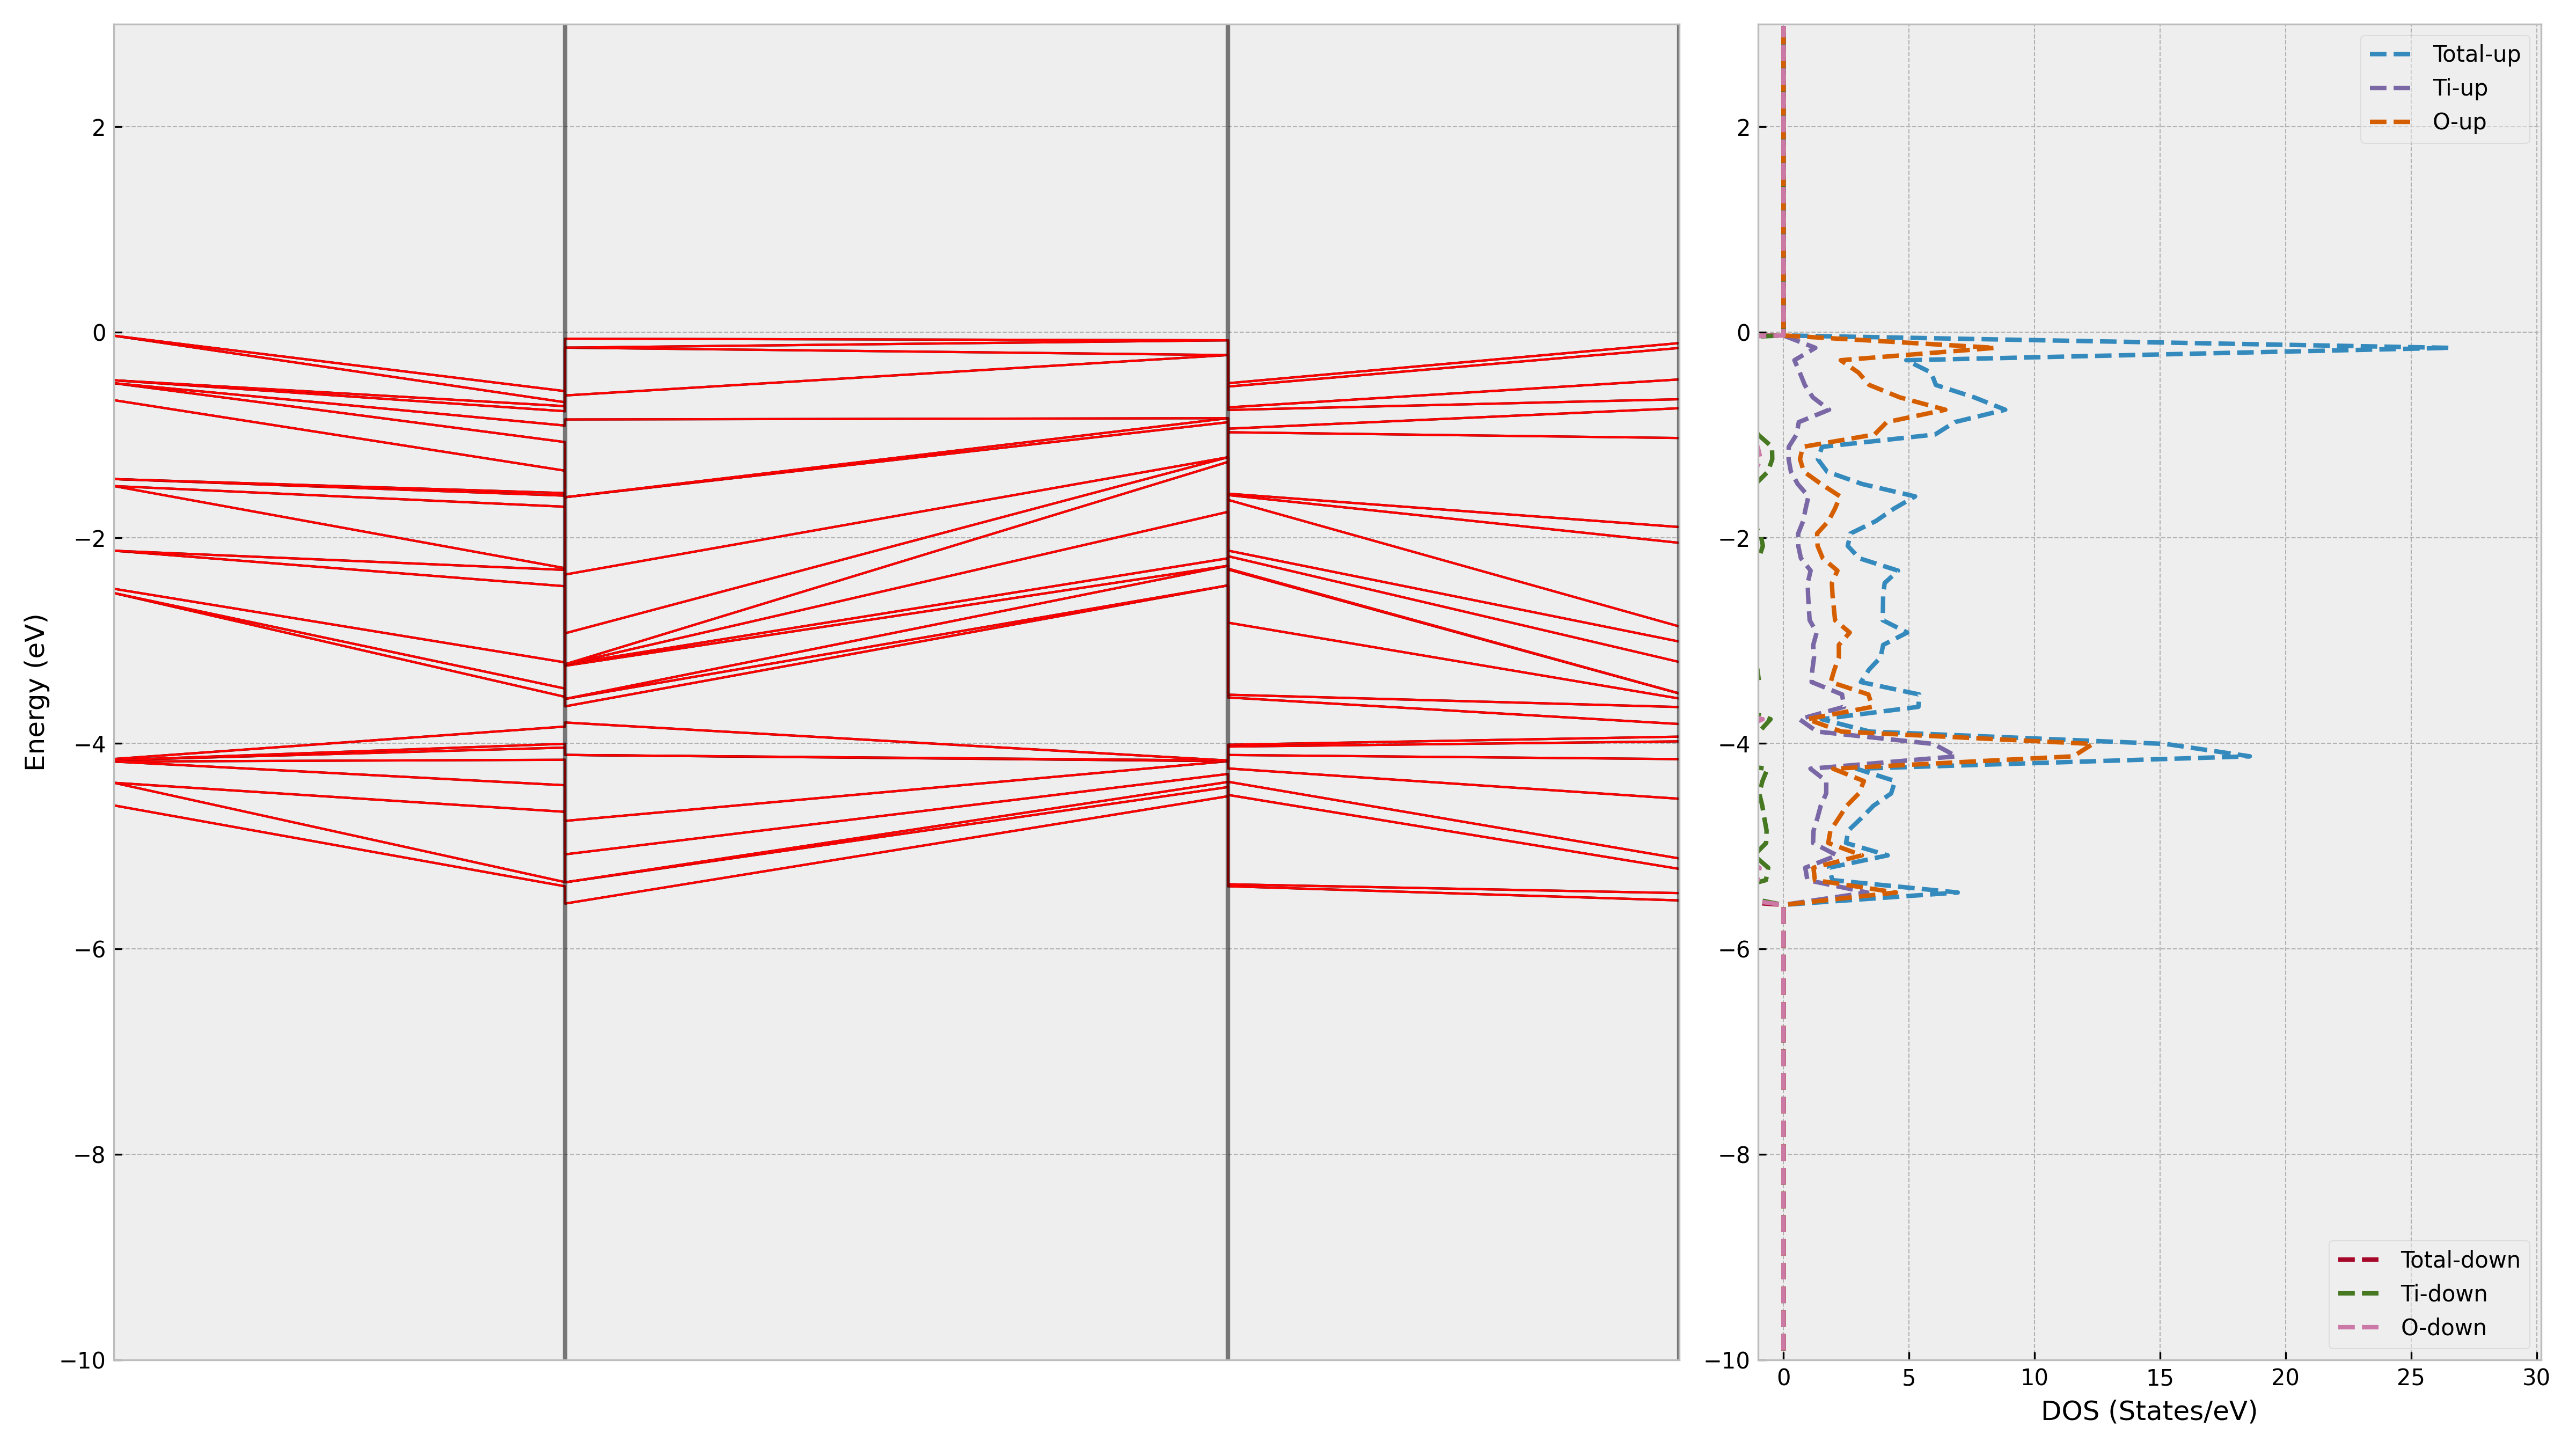 2
0
−2
−4
−6
−8
−10
Energy (eV)
2
0
−2
−4
−6
−8
−10
0 5 10 15 20 25 30
DOS (States/eV)
Total-up
Ti-up
O-up
Total-down
Ti-down
O-down